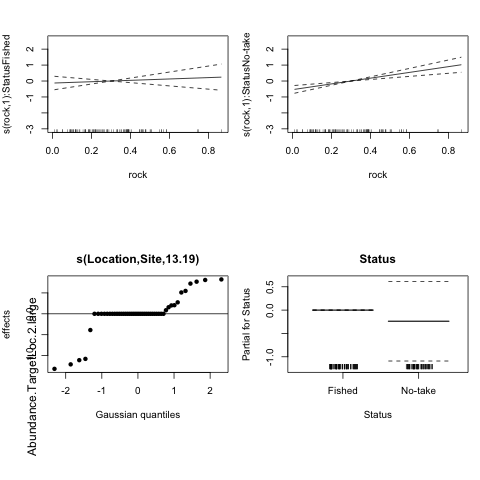 s(rock,1):StatusFished
2
1
0
-1
-3
0.0 0.2 0.4 0.6 0.8
rock
s(rock,1):StatusNo-take
2
1
0
-1
-3
0.0 0.2 0.4 0.6 0.8
rock
s(Location,Site,13.19)
effects
-2 -1 0 1 2
Gaussian quantiles
Status
Partial for Status
0.5
0.0
-1.0
Fished No-take
Status